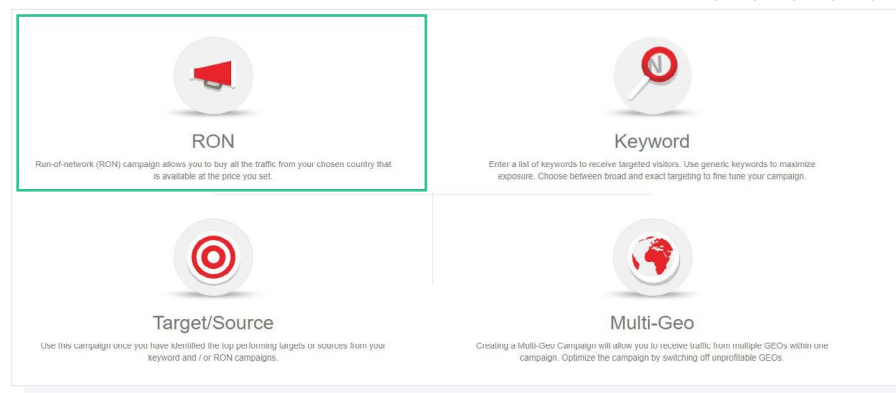 RON
Run-of-network (RON) campaign allows you to buy all the traffic from your chosen country that
is available at the price you set.
N
Keyword
Enter a list of keywords to receive targeted visitors. Use generic keywords to maximize
exposure. Choose between broad and exact targeting to fine tune your campaign.
Target/Source
Use this campaign once you have identified the top performing targets or sources from your
keyword and / or RON campaigns.
Multi-Geo
Creating a Multi-Geo Campaign will allow you to receive traffic from multiple GEOs within one
campaign. Optimize the campaign by switching off unprofitable GEOs.